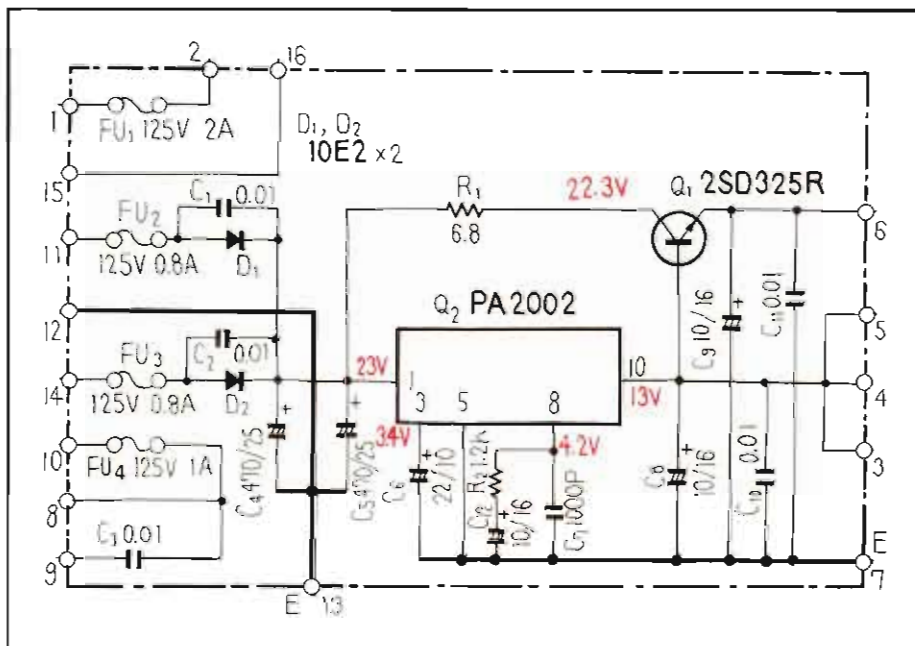 2 16
1
FU1 125V 2A
D1, D2
10E2 ×2
15
C1 0.01
R1
22.3V
Q1 2SD325R
FU2
6.8
6
11
125V 0.8A
D1
12
Q2 PA2002
C9 10/16
+
C11 0.01
5
C2 0.01
FU3
23V
1
10
14
125V 0.8A
D2
13V
4
3 5 8
+
+
3.4V
4.2V
10
FU4 125V 1A
C4 470/25
C5 470/25
C6
+
22/10
R2 1.2K
C12
+
10/16
C7 1000P
C8
+
10/16
C10 0.01
3
8
C3 0.01
E
9
E 13
7